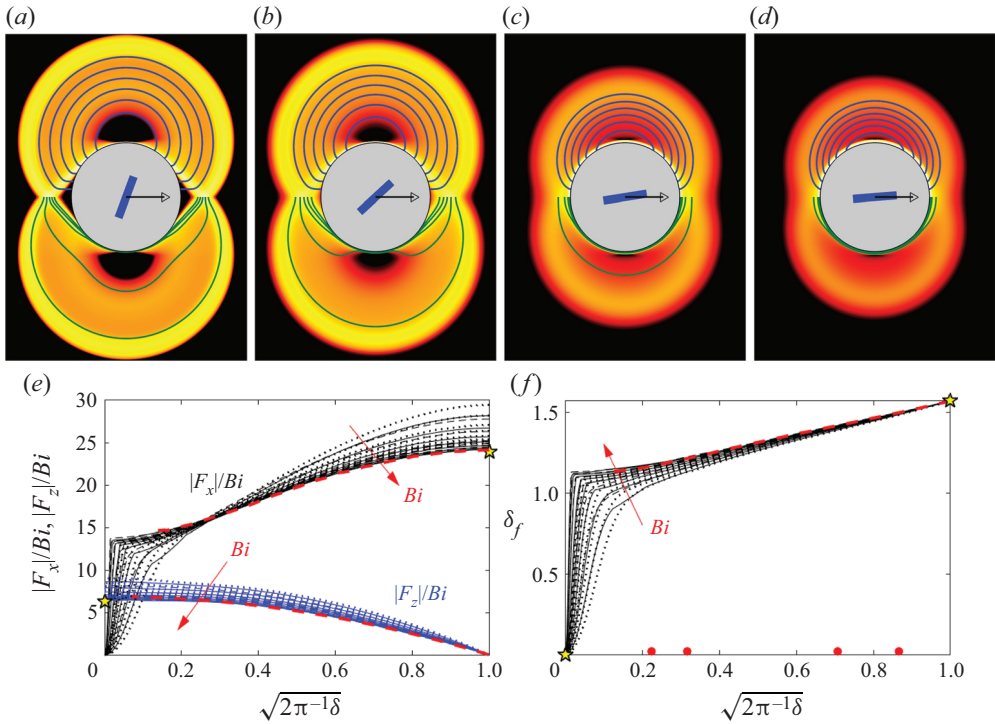 (a) (b) (c) (d)
(e) (f)
30
25
20
15
10
5
0 0.2 0.4 0.6 0.8 1.0
|F_x|/Bi, |F_z|/Bi
|F_x|/Bi
Bi
Bi
|F_z|/Bi
√2π⁻¹δ
1.5
1.0
0.5
0 0.2 0.4 0.6 0.8 1.0
δ_f
Bi
√2π⁻¹δ